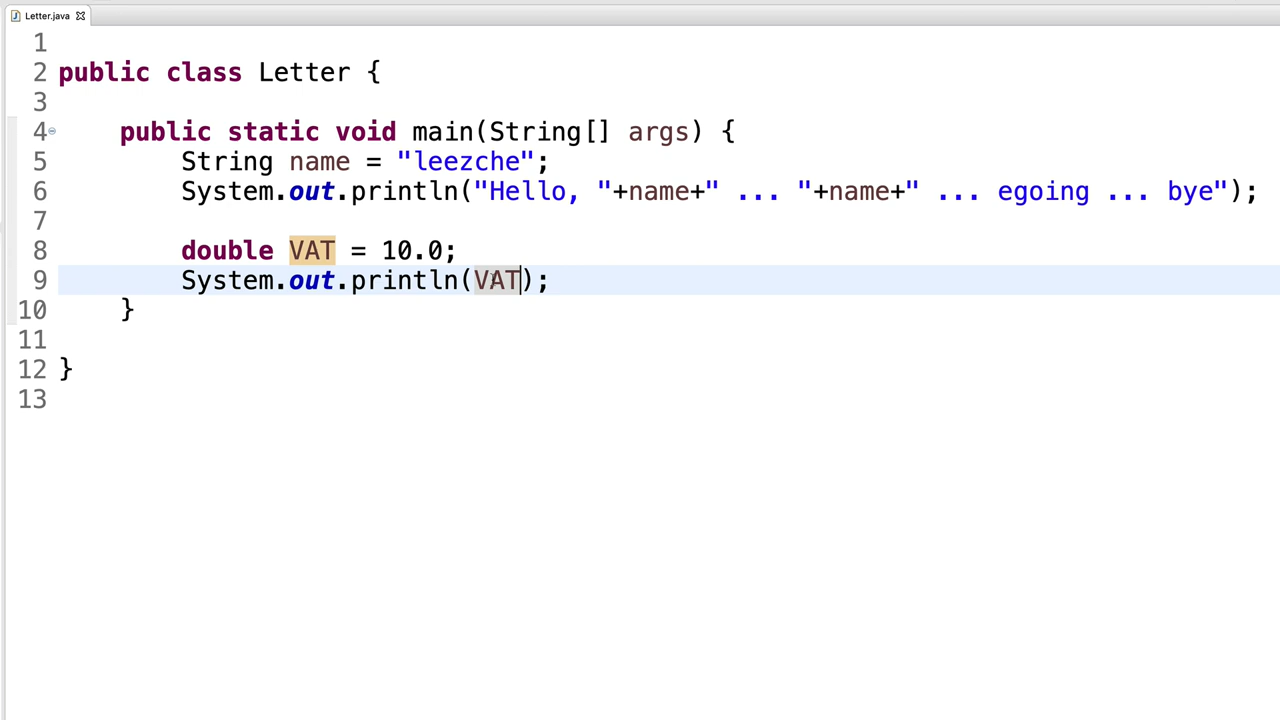 Letter.java
1
2 public class Letter {
3
4 public static void main(String[] args) {
5 String name = "leezche";
6 System.out.println("Hello, "+name+" ... "+name+" ... egoing ... bye");
7
8 double VAT = 10.0;
9 System.out.println(VAT);
10 }
11
12 }
13